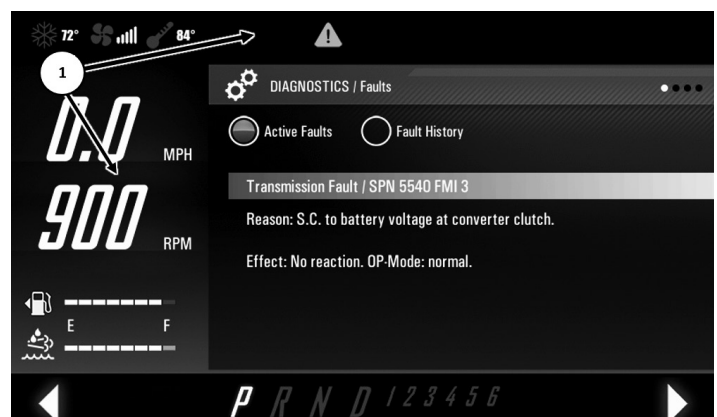 72° 84°
1
DIAGNOSTICS / Faults
Active Faults Fault History
0.0 MPH
Transmission Fault / SPN 5540 FMI 3
Reason: S.C. to battery voltage at converter clutch.
900 RPM
Effect: No reaction. OP-Mode: normal.
E F
P R N D 1 2 3 4 5 6